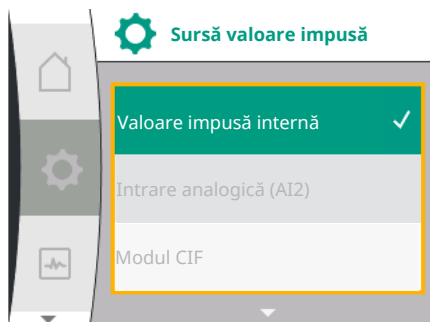 Sursă valoare impusă
Valoare impusă internă
Intrare analogică (AI2)
Modul CIF